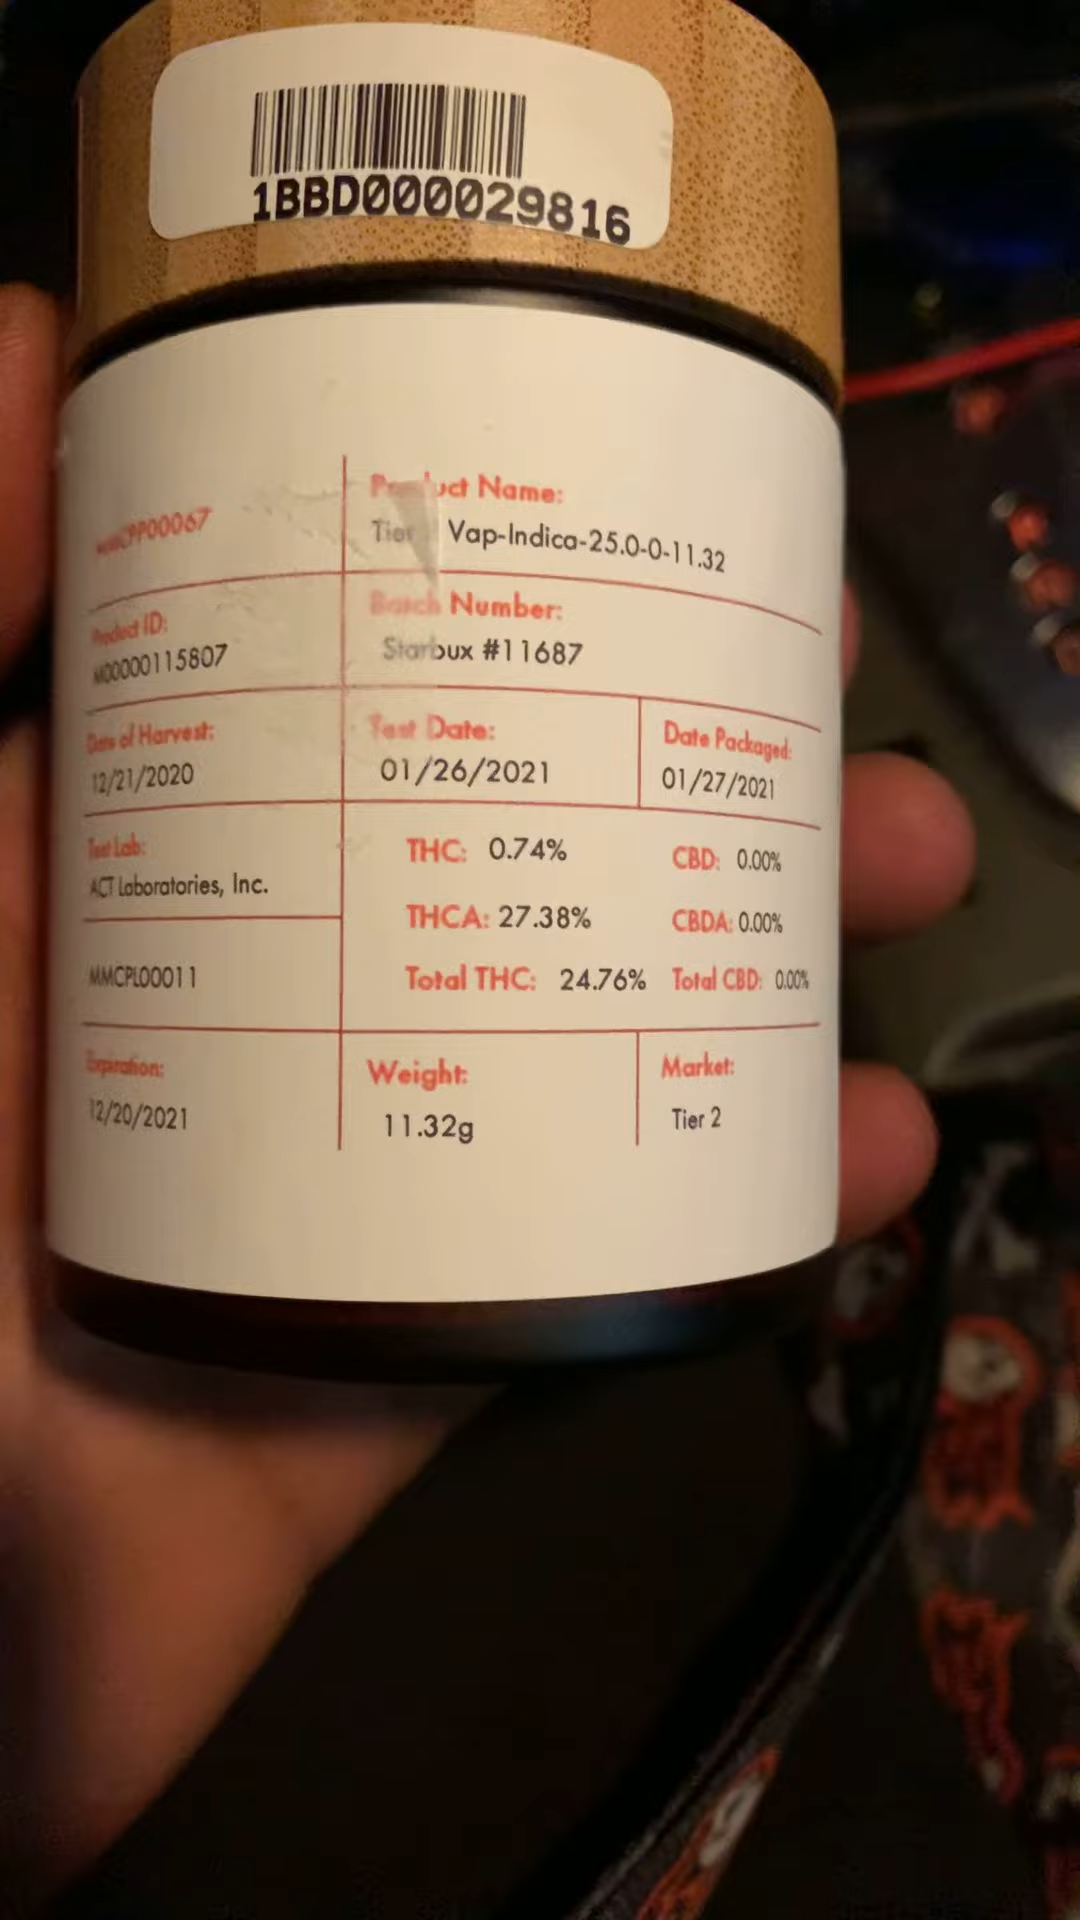 1BBD000029816
MMCPP00067
Product Name:
Tier Vap-Indica-25.0-0-11.32
Product ID:
M00000115807
Batch Number:
Starbux #11687
Date of Harvest:
12/21/2020
Test Date:
01/26/2021
Date Packaged:
01/27/2021
Test Lab:
ACT Laboratories, Inc.
MMCPL00011
THC: 0.74%
CBD: 0.00%
THCA: 27.38%
CBDA: 0.00%
Total THC: 24.76%
Total CBD: 0.00%
Expiration:
12/20/2021
Weight:
11.32g
Market:
Tier 2